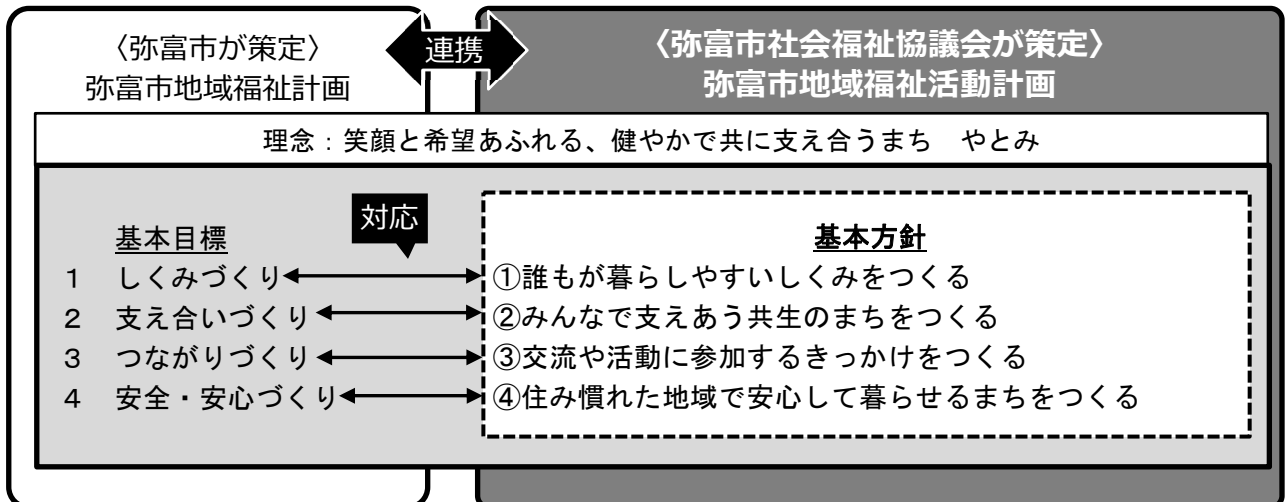 〈弥富市が策定〉
弥富市地域福祉計画
連携
〈弥富市社会福祉協議会が策定〉
弥富市地域福祉活動計画
理念：笑顔と希望あふれる、健やかで共に支え合うまち　やとみ
対応
基本目標
1　しくみづくり
2　支え合いづくり
3　つながりづくり
4　安全・安心づくり
基本方針
①誰もが暮らしやすいしくみをつくる
②みんなで支えあう共生のまちをつくる
③交流や活動に参加するきっかけをつくる
④住み慣れた地域で安心して暮らせるまちをつくる